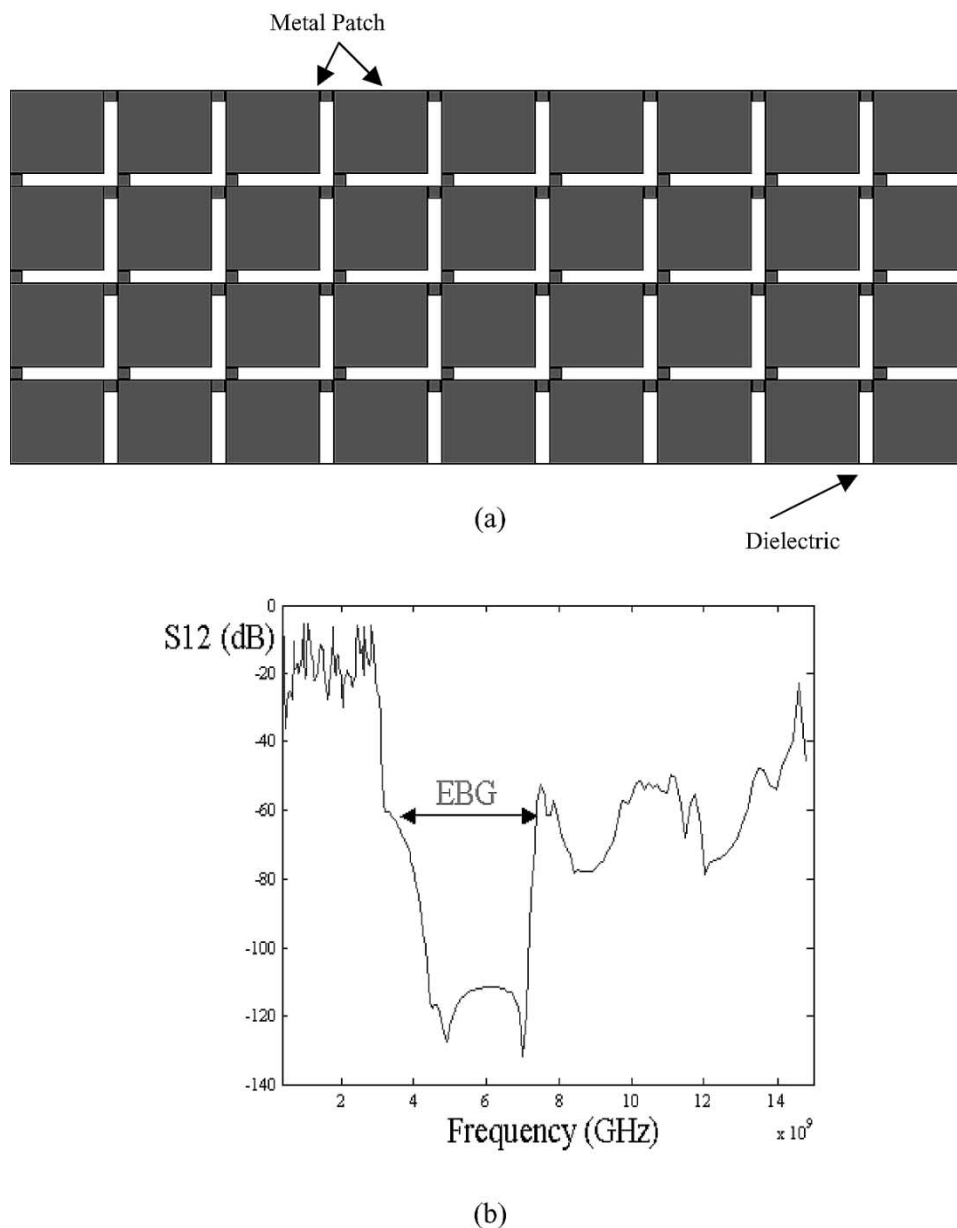 Metal Patch
(a)
Dielectric
0
S12 (dB)
-20
-40
EBG
-60
-80
-100
-120
-140
2 4 6 8 10 12 14
Frequency (GHz) x 10^9
(b)